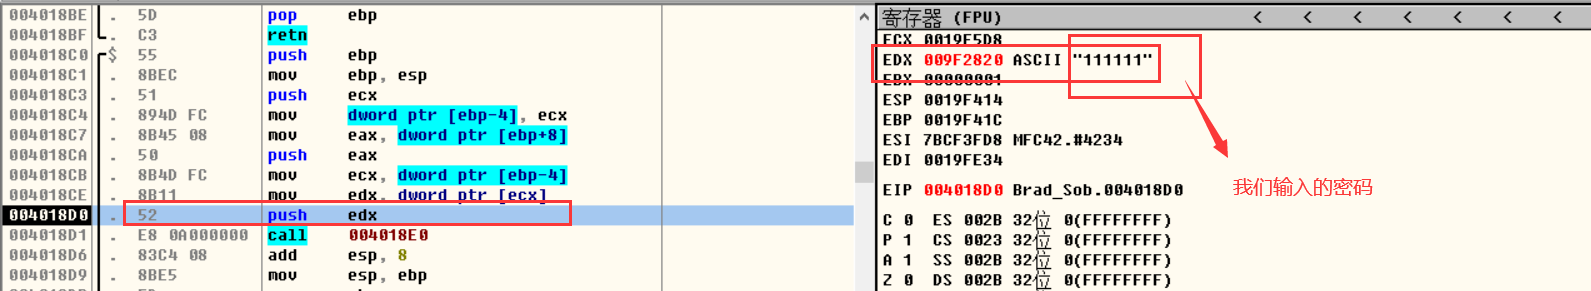 004018BE . 5D pop ebp
004018BF . C3 retn
004018C0 $ 55 push ebp
004018C1 . 8BEC mov ebp, esp
004018C3 . 51 push ecx
004018C4 . 894D FC mov dword ptr [ebp-4], ecx
004018C7 . 8B45 08 mov eax, dword ptr [ebp+8]
004018CA . 50 push eax
004018CB . 8B4D FC mov ecx, dword ptr [ebp-4]
004018CE . 8B11 mov edx, dword ptr [ecx]
004018D0 . 52 push edx
004018D1 . E8 0A000000 call 004018E0
004018D6 . 83C4 08 add esp, 8
004018D9 . 8BE5 mov esp, ebp
寄存器 (FPU) < < < < < < <
ECX 0019F5D8
EDX 009F2820 ASCII "111111"
EBX 00000001
ESP 0019F414
EBP 0019F41C
ESI 7BCF3FD8 MFC42.#4234
EDI 0019FE34
EIP 004018D0 Brad_Sob.004018D0
C 0 ES 002B 32位 0(FFFFFFFF)
P 1 CS 0023 32位 0(FFFFFFFF)
A 1 SS 002B 32位 0(FFFFFFFF)
Z 0 DS 002B 32位 0(FFFFFFFF)
我们输入的密码